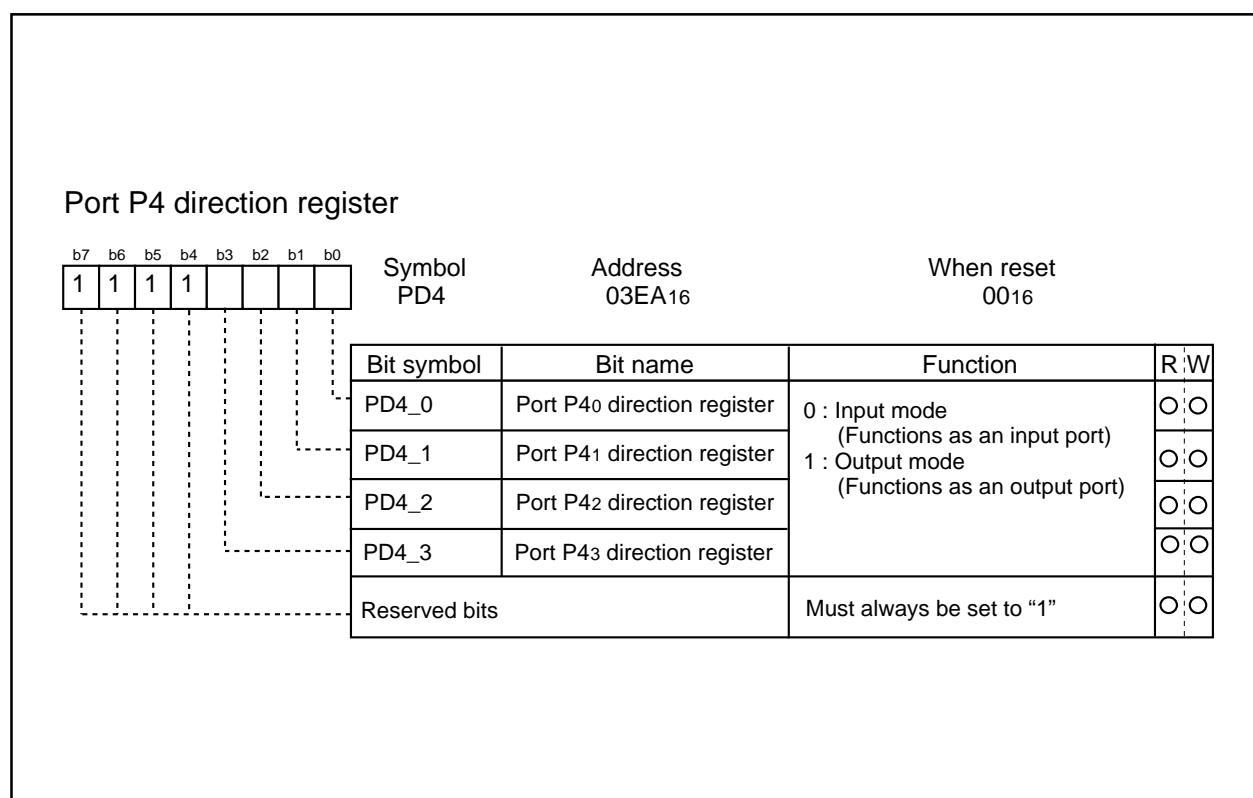 Port P4 direction register
b7 b6 b5 b4 b3 b2 b1 b0
1 1 1 1
Symbol Address When reset
PD4 03EA16 0016
Bit symbol Bit name Function R W
PD4_0 Port P40 direction register
PD4_1 Port P41 direction register
PD4_2 Port P42 direction register
PD4_3 Port P43 direction register
0 : Input mode
(Functions as an input port)
1 : Output mode
(Functions as an output port)
Reserved bits Must always be set to “1”